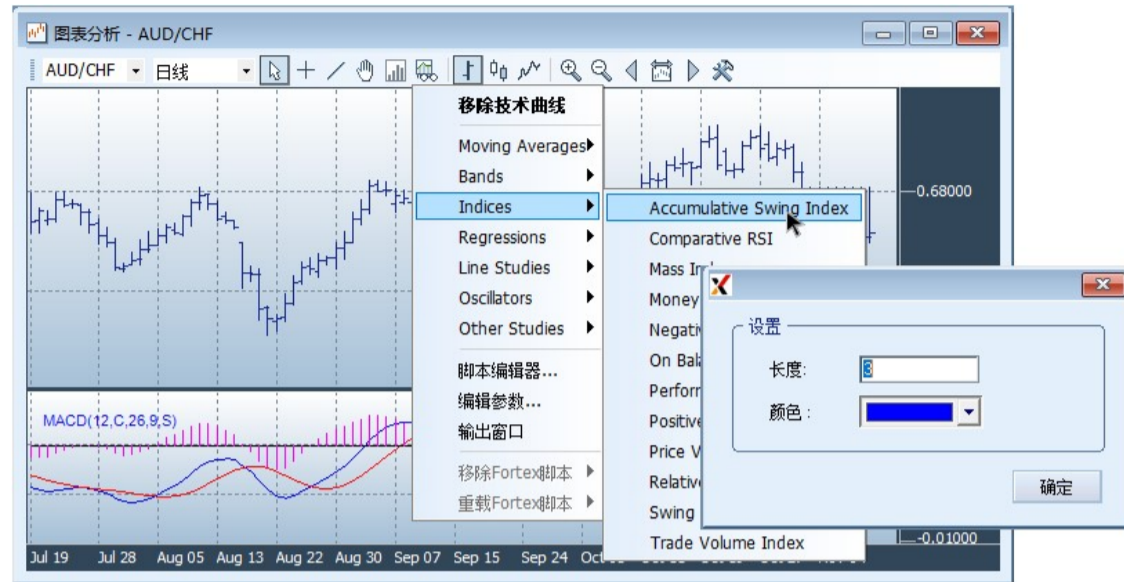 图表分析 - AUD/CHF
AUD/CHF 日线
移除技术曲线
Moving Averages
Bands
Indices
Regressions
Line Studies
Oscillators
Other Studies
脚本编辑器...
编辑参数...
输出窗口
移除Fortex脚本
重载Fortex脚本
Accumulative Swing Index
Comparative RSI
Mass
Money
On
Price
Swing
Trade Volume Index
设置
长度: 3
颜色 :
确定
0.68000
-0.01000
MACD(12,C,26,9,S)
Jul 19 Jul 28 Aug 05 Aug 13 Aug 22 Aug 30 Sep 07 Sep 15 Sep 24